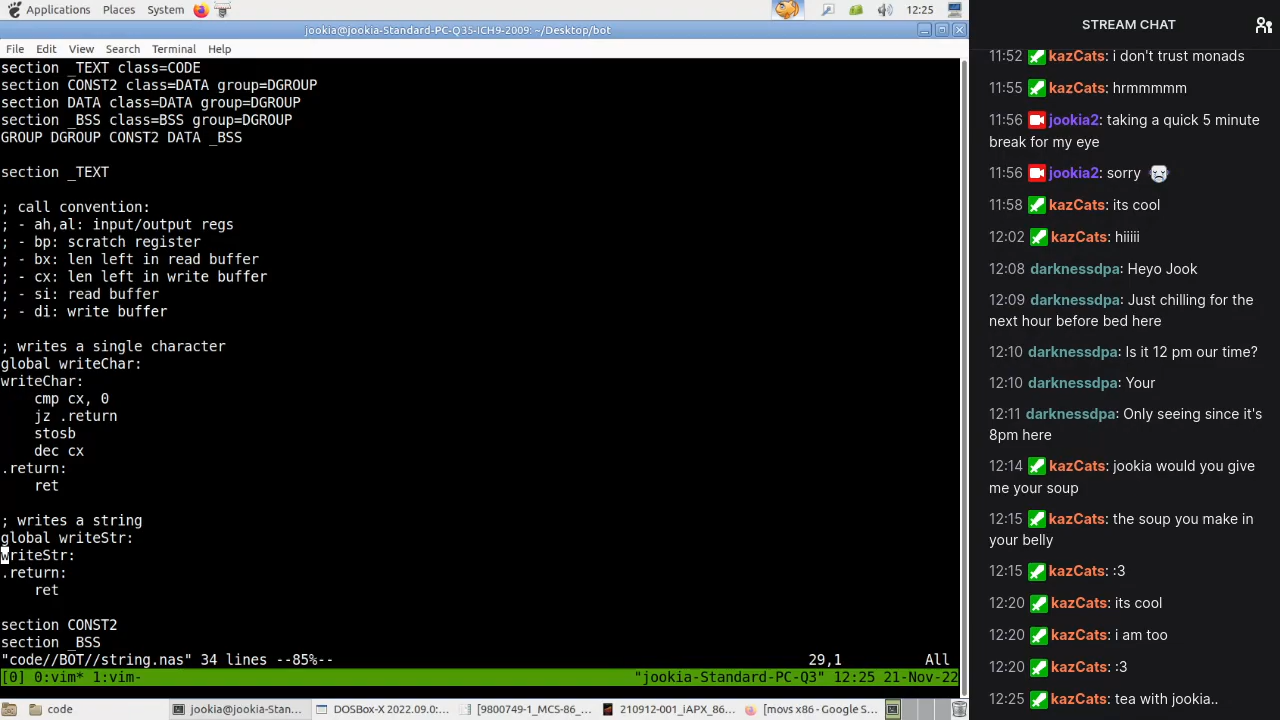 Applications Places System 12:25
jookia@jookia-Standard-PC-Q35-ICH9-2009: ~/Desktop/bot
File Edit View Search Terminal Help
section _TEXT class=CODE
section CONST2 class=DATA group=DGROUP
section DATA class=DATA group=DGROUP
section _BSS class=BSS group=DGROUP
GROUP DGROUP CONST2 DATA _BSS
section _TEXT
; call convention:
; - ah,al: input/output regs
; - bp: scratch register
; - bx: len left in read buffer
; - cx: len left in write buffer
; - si: read buffer
; - di: write buffer
; writes a single character
global writeChar:
writeChar:
cmp cx, 0
jz .return
stosb
dec cx
.return:
ret
; writes a string
global writeStr:
writeStr:
.return:
ret
section CONST2
section _BSS
"code//BOT//string.nas" 34 lines --85%-- 29,1 All
[0] 0:vim* 1:vim- "jookia-Standard-PC-Q3" 12:25 21-Nov-22
code jookia@jookia-Stan... DOSBOX-X 2022.09.0:... [9800749-1_MCS-86_... 210912-001_iAPX_86... [movs x86 - Google S...
STREAM CHAT
11:52 kazCats: i don't trust monads
11:55 kazCats: hrmmmmm
11:56 jookia2: taking a quick 5 minute
break for my eye
11:56 jookia2: sorry
11:58 kazCats: its cool
12:02 kazCats: hiiiii
12:08 darknessdpa: Heyo Jook
12:09 darknessdpa: Just chilling for the
next hour before bed here
12:10 darknessdpa: Is it 12 pm our time?
12:10 darknessdpa: Your
12:11 darknessdpa: Only seeing since it's
8pm here
12:14 kazCats: jookia would you give
me your soup
12:15 kazCats: the soup you make in
your belly
12:15 kazCats: :3
12:20 kazCats: its cool
12:20 kazCats: i am too
12:20 kazCats: :3
12:25 kazCats: tea with jookia..